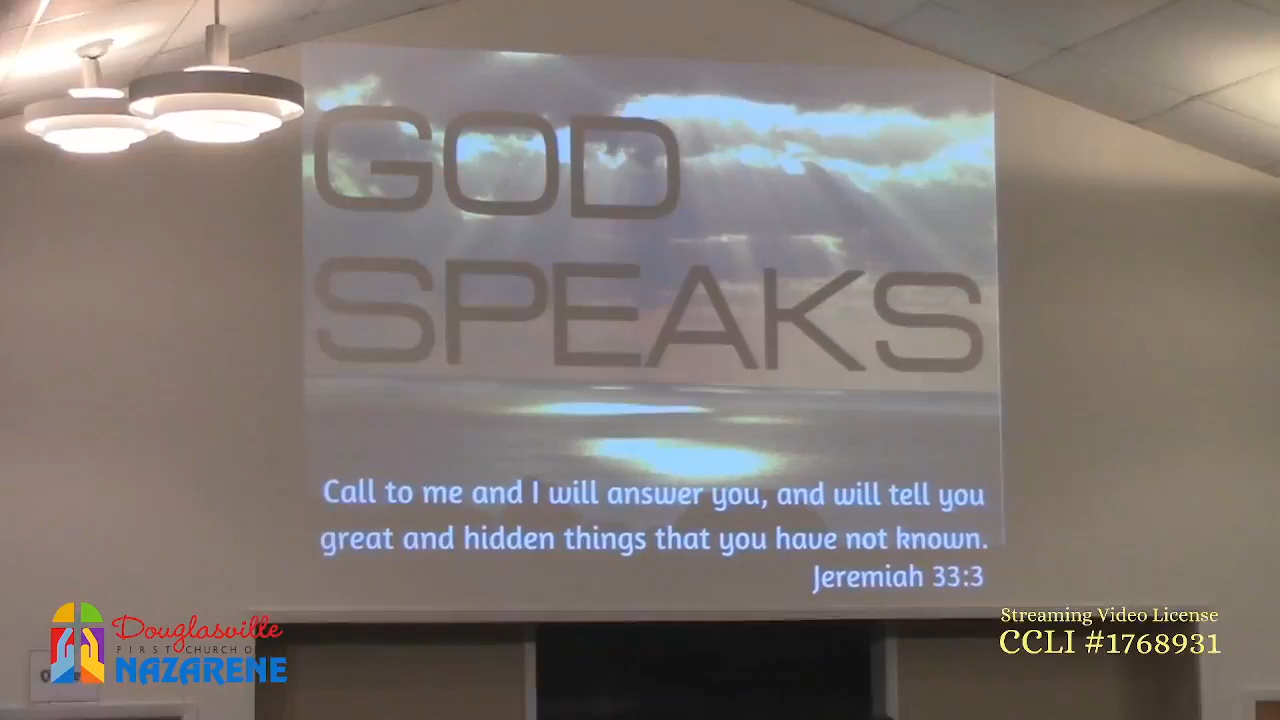 GOD
SPEAKS
Call to me and I will answer you, and will tell you
great and hidden things that you have not known.
Jeremiah 33:3
Douglasville
FIRST CHURCH OF
NAZARENE
Streaming Video License
CCLI #1768931